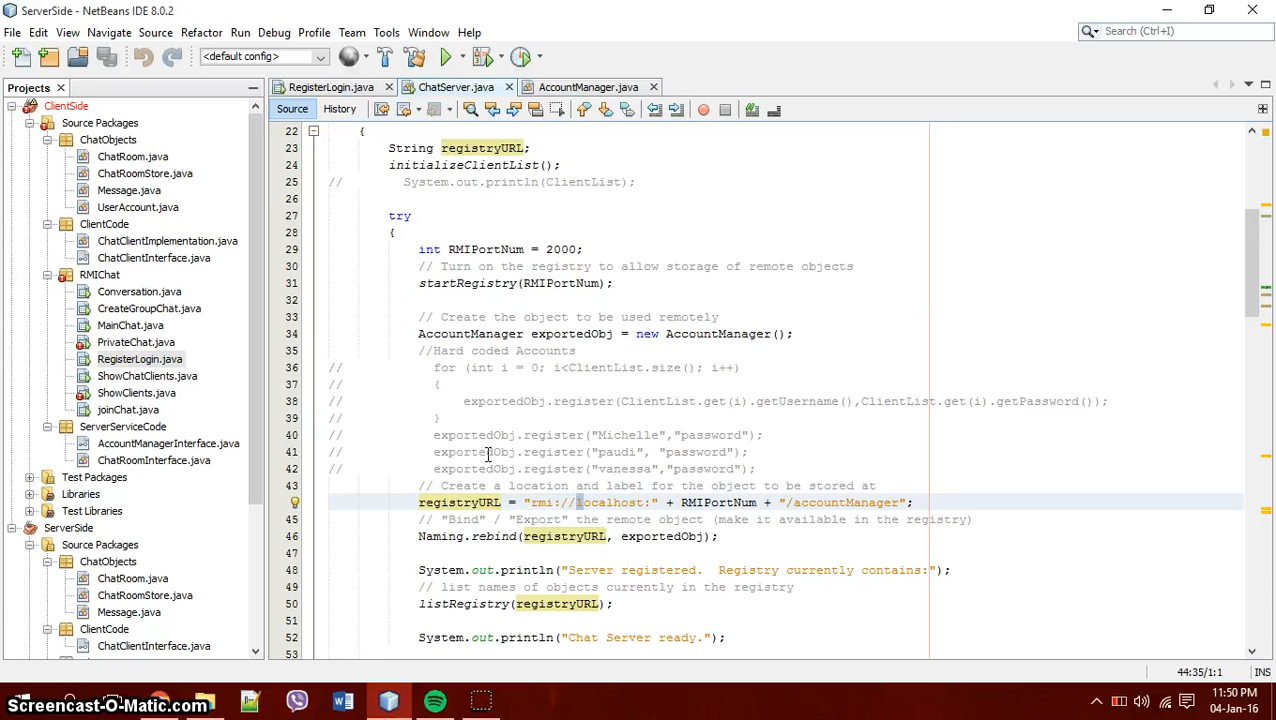 ServerSide - NetBeans IDE 8.0.2
File Edit View Navigate Source Refactor Run Debug Profile Team Tools Window Help
Search (Ctrl+I)
<default config>
Projects
RegisterLogin.java ChatServer.java AccountManager.java
Source History
ClientSide
Source Packages
ChatObjects
ChatRoom.java
ChatRoomStore.java
Message.java
UserAccount.java
ClientCode
ChatClientImplementation.java
ChatClientInterface.java
RMIChat
Conversation.java
CreateGroupChat.java
MainChat.java
PrivateChat.java
RegisterLogin.java
ShowChatClients.java
ShowClients.java
joinChat.java
ServerServiceCode
AccountManagerInterface.java
ChatRoomInterface.java
Test Packages
Libraries
Test Libraries
ServerSide
Source Packages
ChatObjects
ChatRoom.java
ChatRoomStore.java
Message.java
ClientCode
ChatClientInterface.java
22 {
23 String registryURL;
24 initializeClientList();
25 // System.out.println(ClientList);
26
27 try
28 {
29 int RMIPortNum = 2000;
30 // Turn on the registry to allow storage of remote objects
31 startRegistry(RMIPortNum);
32
33 // Create the object to be used remotely
34 AccountManager exportedObj = new AccountManager();
35 //Hard coded Accounts
36 // for (int i = 0; i<ClientList.size(); i++)
37 // {
38 // exportedObj.register(ClientList.get(i).getUsername(),ClientList.get(i).getPassword());
39 // }
40 // exportedObj.register("Michelle","password");
41 // exportedObj.register("paudi", "password");
42 // exportedObj.register("vanessa","password");
43 // Create a location and label for the object to be stored at
registryURL = "rmi://localhost:" + RMIPortNum + "/accountManager";
45 // "Bind" / "Export" the remote object (make it available in the registry)
46 Naming.rebind(registryURL, exportedObj);
47
48 System.out.println("Server registered.  Registry currently contains:");
49 // list names of objects currently in the registry
50 listRegistry(registryURL);
51
52 System.out.println("Chat Server ready.");
53
44:35/1:1
Screencast-O-Matic.com
11:50 PM
04-Jan-16